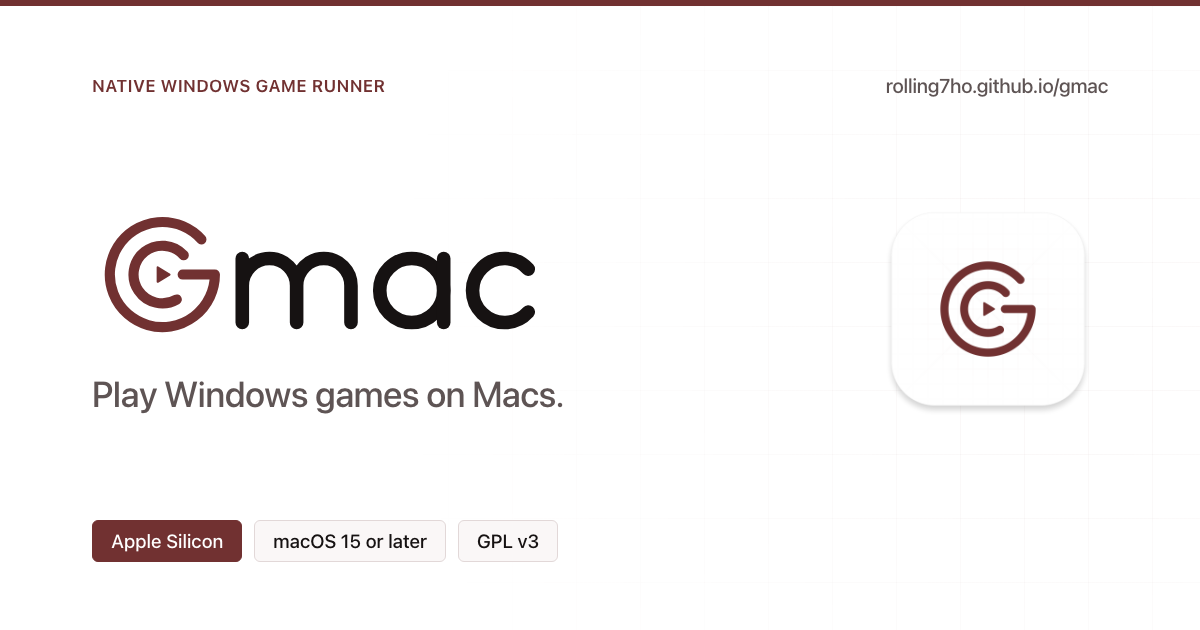 NATIVE WINDOWS GAME RUNNER
rolling7ho.github.io/gmac
Gmac
Play Windows games on Macs.
Apple Silicon
macOS 15 or later
GPL v3